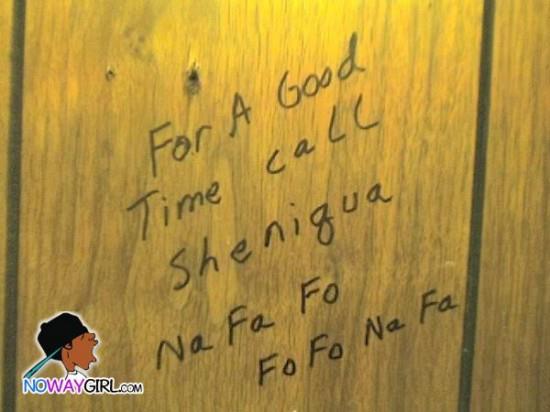 For A Good
Time call
Sheniqua
Na Fa Fo
Fo Fo Na Fa
NOWAYGIRL.COM